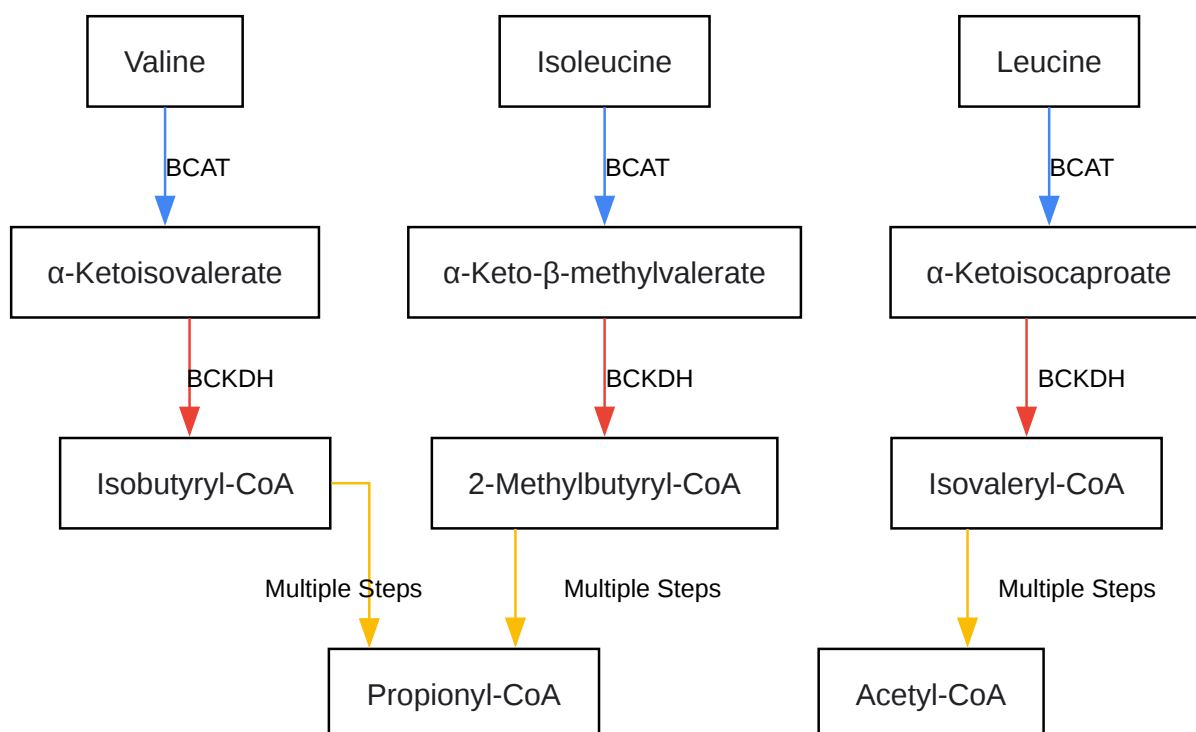 Valine
Isoleucine
Leucine
BCAT
BCAT
BCAT
α-Ketoisovalerate
α-Keto-β-methylvalerate
α-Ketoisocaproate
BCKDH
BCKDH
BCKDH
Isobutyryl-CoA
2-Methylbutyryl-CoA
Isovaleryl-CoA
Multiple Steps
Multiple Steps
Multiple Steps
Propionyl-CoA
Acetyl-CoA